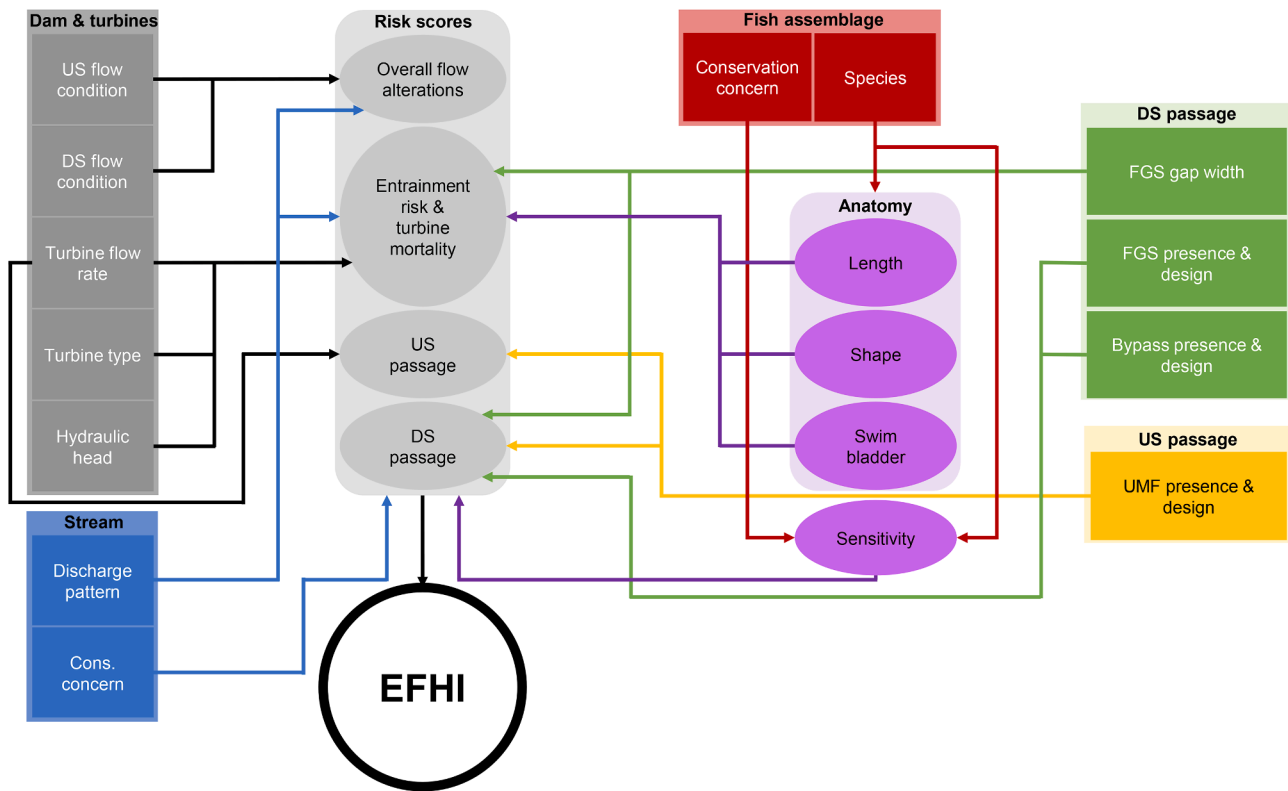 Dam & turbines
US flow
condition
DS flow
condition
Turbine flow
rate
Turbine type
Hydraulic
head
Stream
Discharge
pattern
Cons.
concern
Risk scores
Overall flow
alterations
Entrainment
risk &
turbine
mortality
US
passage
DS
passage
EFHI
Fish assemblage
Conservation
concern
Species
Anatomy
Length
Shape
Swim
bladder
Sensitivity
DS passage
FGS gap width
FGS presence &
design
Bypass presence &
design
US passage
UMF presence &
design